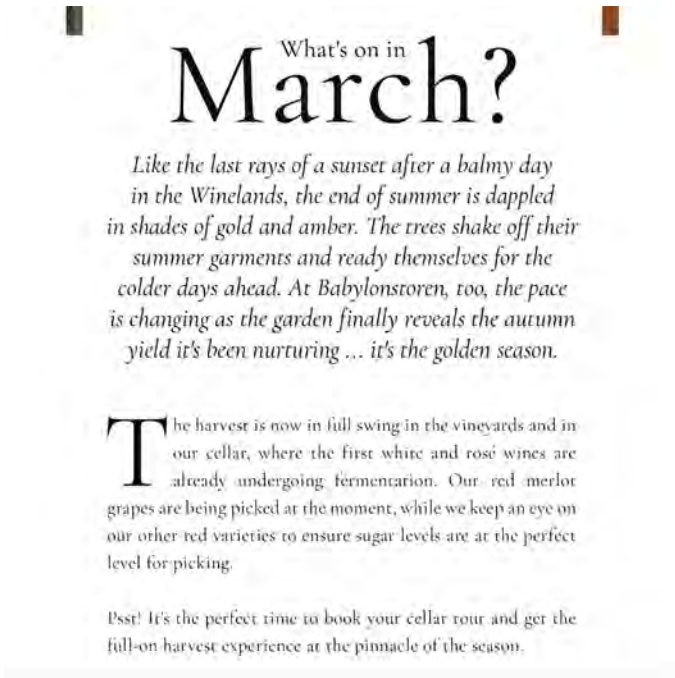 What's on in
March?
Like the last rays of a sunset after a balmy day
in the Winelands, the end of summer is dappled
in shades of gold and amber. The trees shake off their
summer garments and ready themselves for the
colder days ahead. At Babylonstoren, too, the pace
is changing as the garden finally reveals the autumn
yield it's been nurturing ... it's the golden season.
The harvest is now in full swing in the vineyards and in
our cellar, where the first white and rosé wines are
already undergoing fermentation. Our red merlot
grapes are being picked at the moment, while we keep an eye on
our other red varieties to ensure sugar levels are at the perfect
level for picking.
Psst! It's the perfect time to book your cellar tour and get the
full-on harvest experience at the pinnacle of the season.